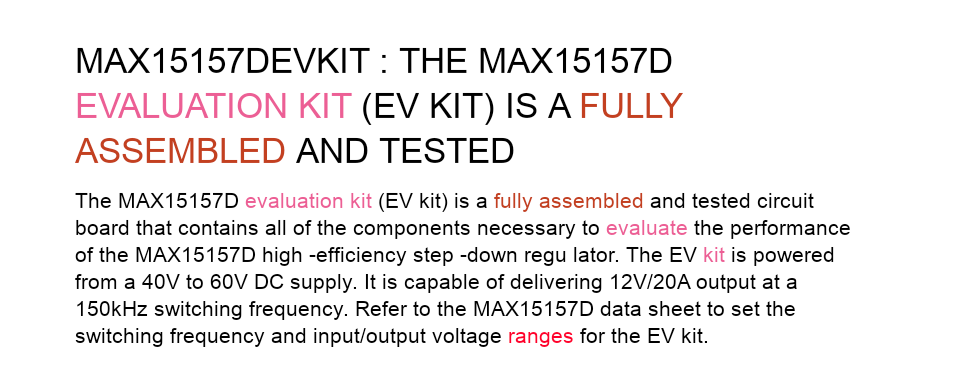 MAX15157DEVKIT : THE MAX15157D
EVALUATION KIT (EV KIT) IS A FULLY
ASSEMBLED AND TESTED
The MAX15157D evaluation kit (EV kit) is a fully assembled and tested circuit
board that contains all of the components necessary to evaluate the performance
of the MAX15157D high -efficiency step -down regu lator. The EV kit is powered
from a 40V to 60V DC supply. It is capable of delivering 12V/20A output at a
150kHz switching frequency. Refer to the MAX15157D data sheet to set the
switching frequency and input/output voltage ranges for the EV kit.